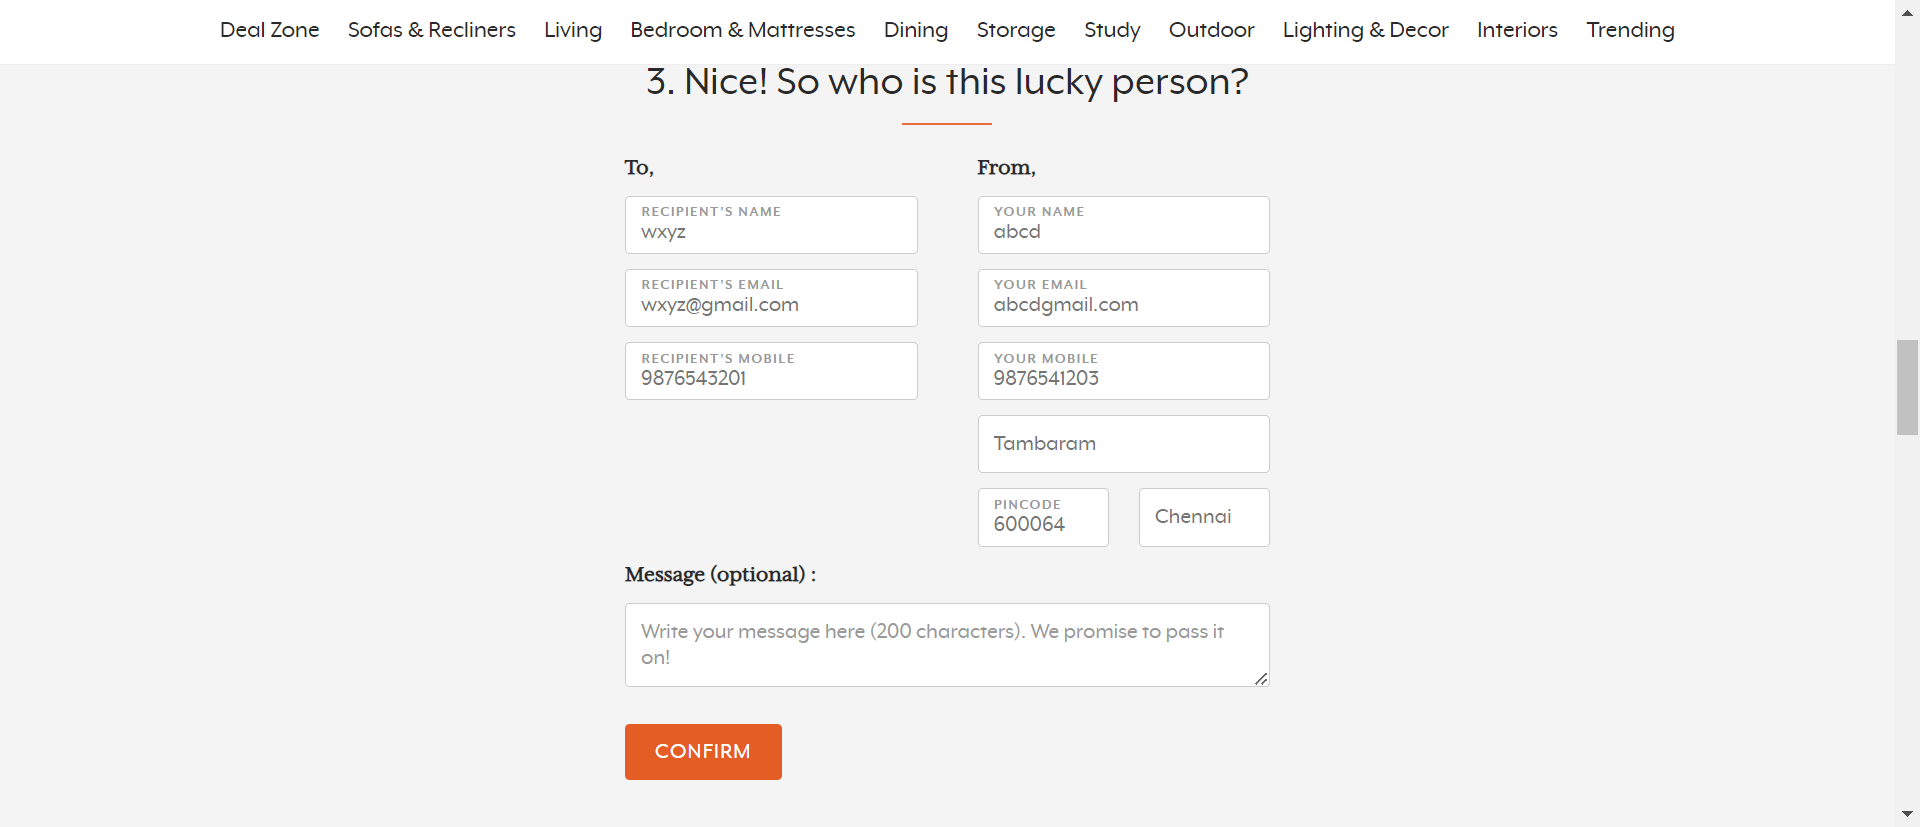 Deal Zone Sofas & Recliners Living Bedroom & Mattresses Dining Storage Study Outdoor Lighting & Decor Interiors Trending
3. Nice! So who is this lucky person?
To,
RECIPIENT'S NAME
wxyz
RECIPIENT'S EMAIL
wxyz@gmail.com
RECIPIENT'S MOBILE
9876543201
From,
YOUR NAME
abcd
YOUR EMAIL
abcdgmail.com
YOUR MOBILE
9876541203
Tambaram
PINCODE
600064
Chennai
Message (optional) :
Write your message here (200 characters). We promise to pass it
on!
CONFIRM